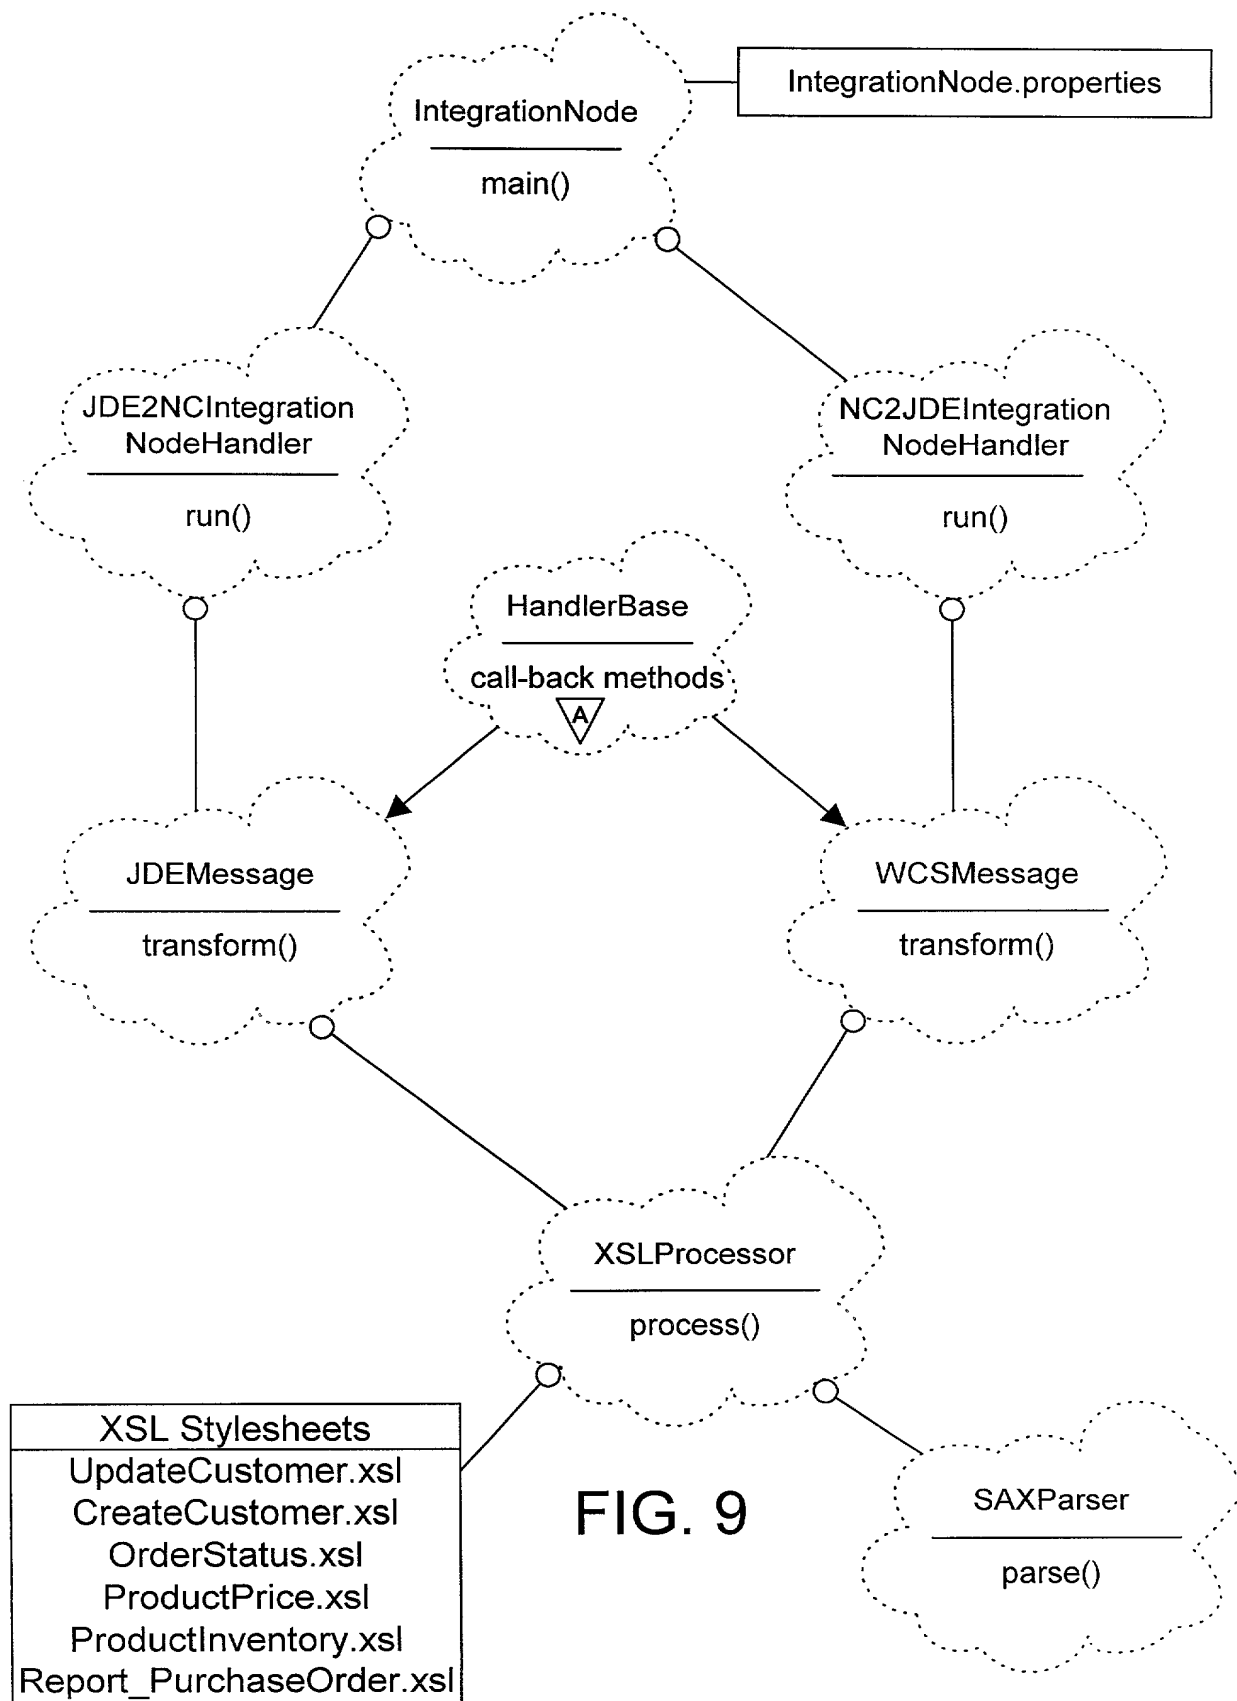 IntegrationNode
main()
IntegrationNode.properties
JDE2NCIntegration
NodeHandler
run()
NC2JDEIntegration
NodeHandler
run()
HandlerBase
call-back methods
A
JDEMessage
transform()
WCSMessage
transform()
XSLProcessor
process()
XSL Stylesheets
UpdateCustomer.xsl
CreateCustomer.xsl
OrderStatus.xsl
ProductPrice.xsl
ProductInventory.xsl
Report_PurchaseOrder.xsl
FIG. 9
SAXParser
parse()